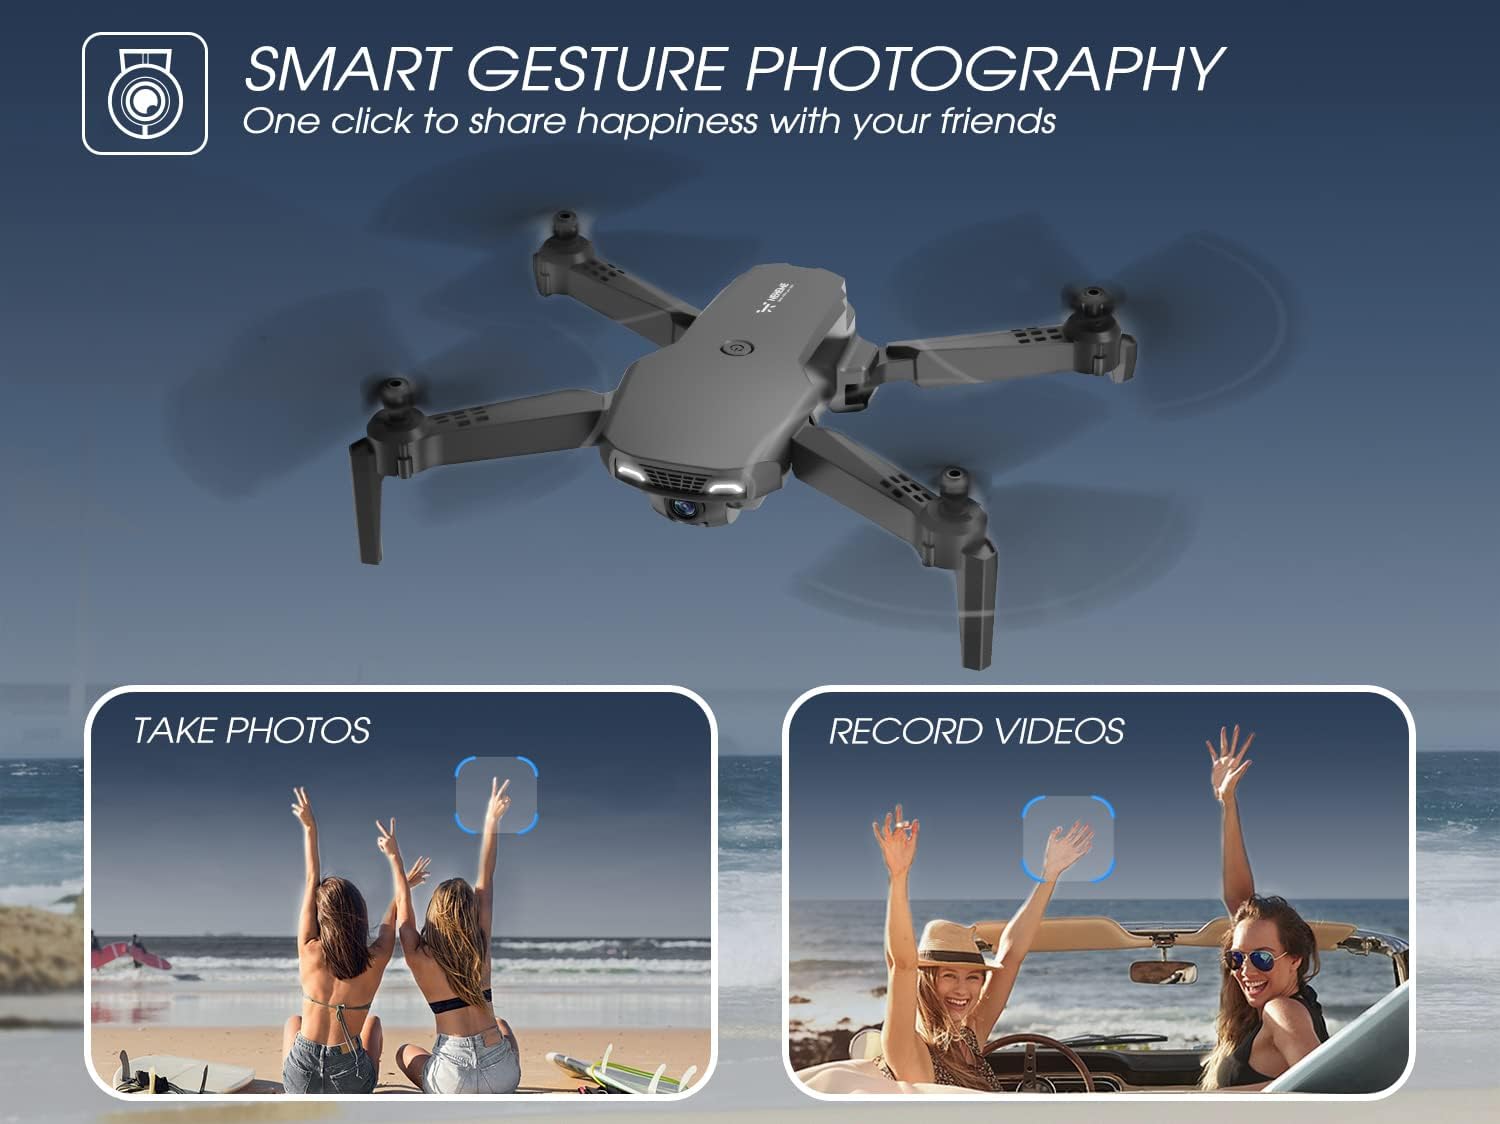 SMART GESTURE PHOTOGRAPHY
One click to share happiness with your friends
TAKE PHOTOS
RECORD VIDEOS